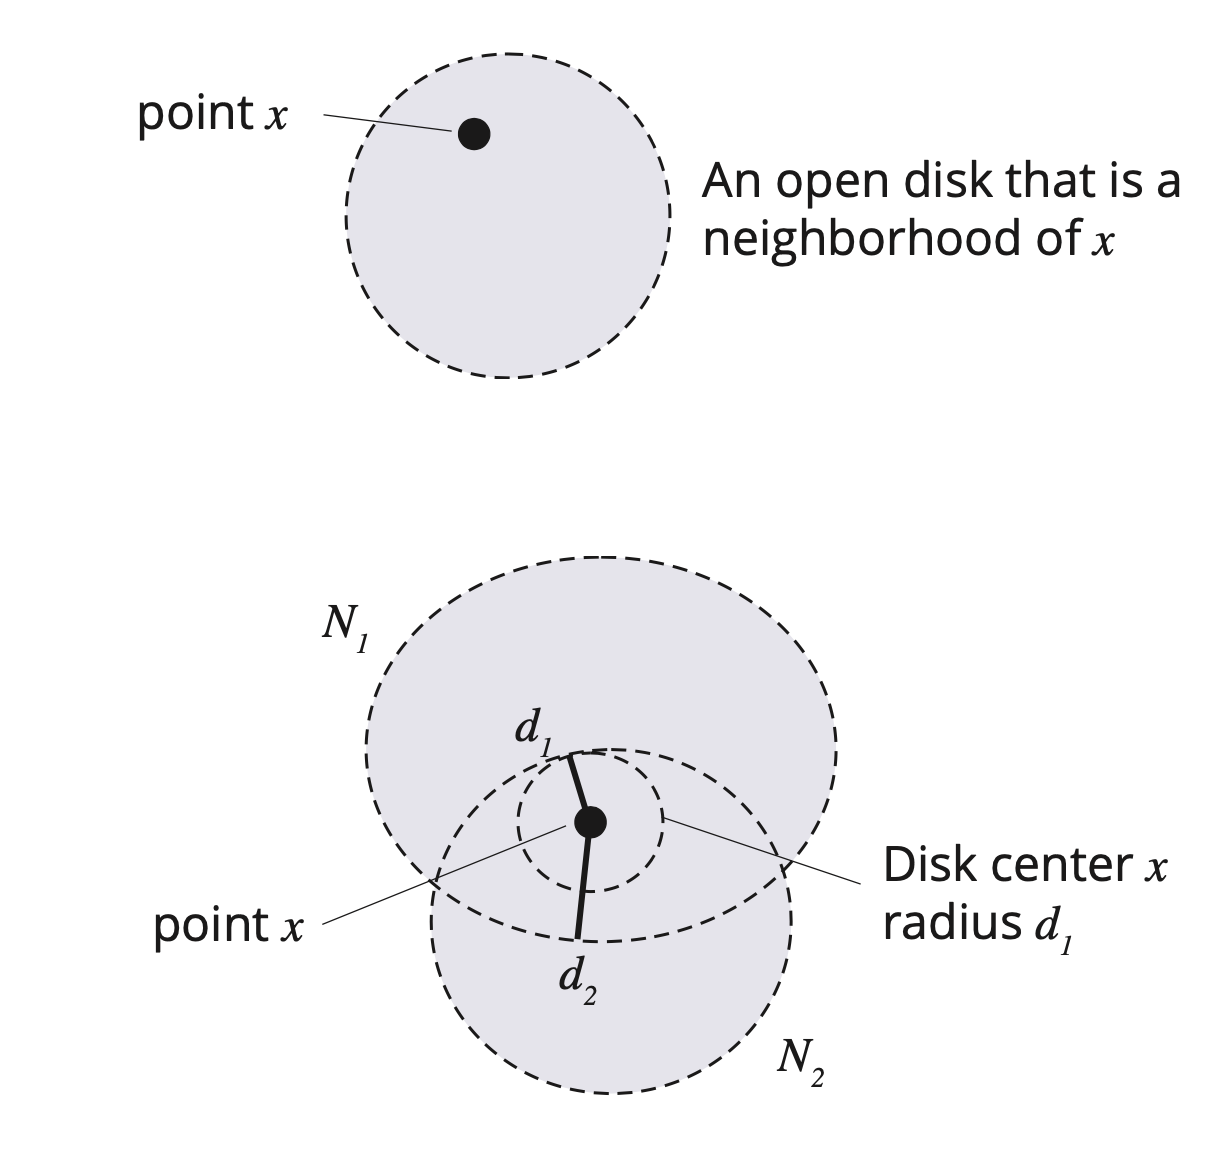 point x
An open disk that is a
neighborhood of x
N₁
d₁
Disk center x
radius d₁
point x
d₂
N₂